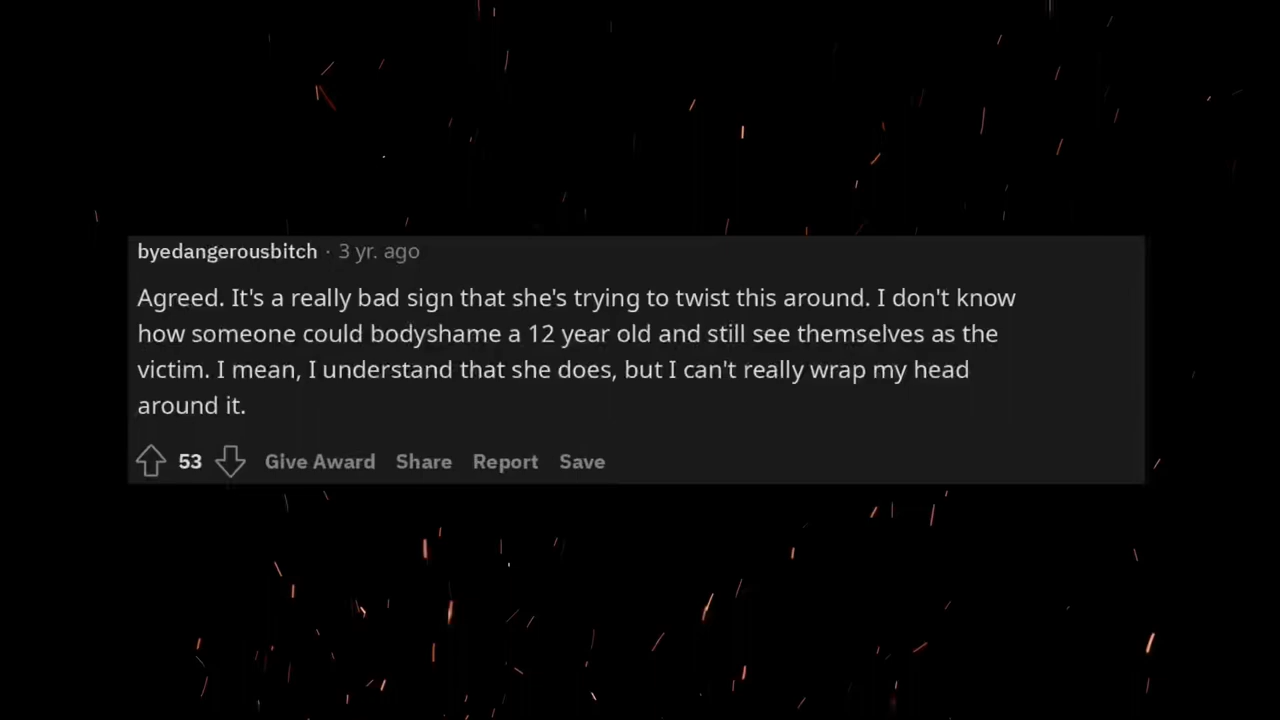 byedangerousbitch · 3 yr. ago
Agreed. It's a really bad sign that she's trying to twist this around. I don't know
how someone could bodyshame a 12 year old and still see themselves as the
victim. I mean, I understand that she does, but I can't really wrap my head
around it.
53 Give Award Share Report Save